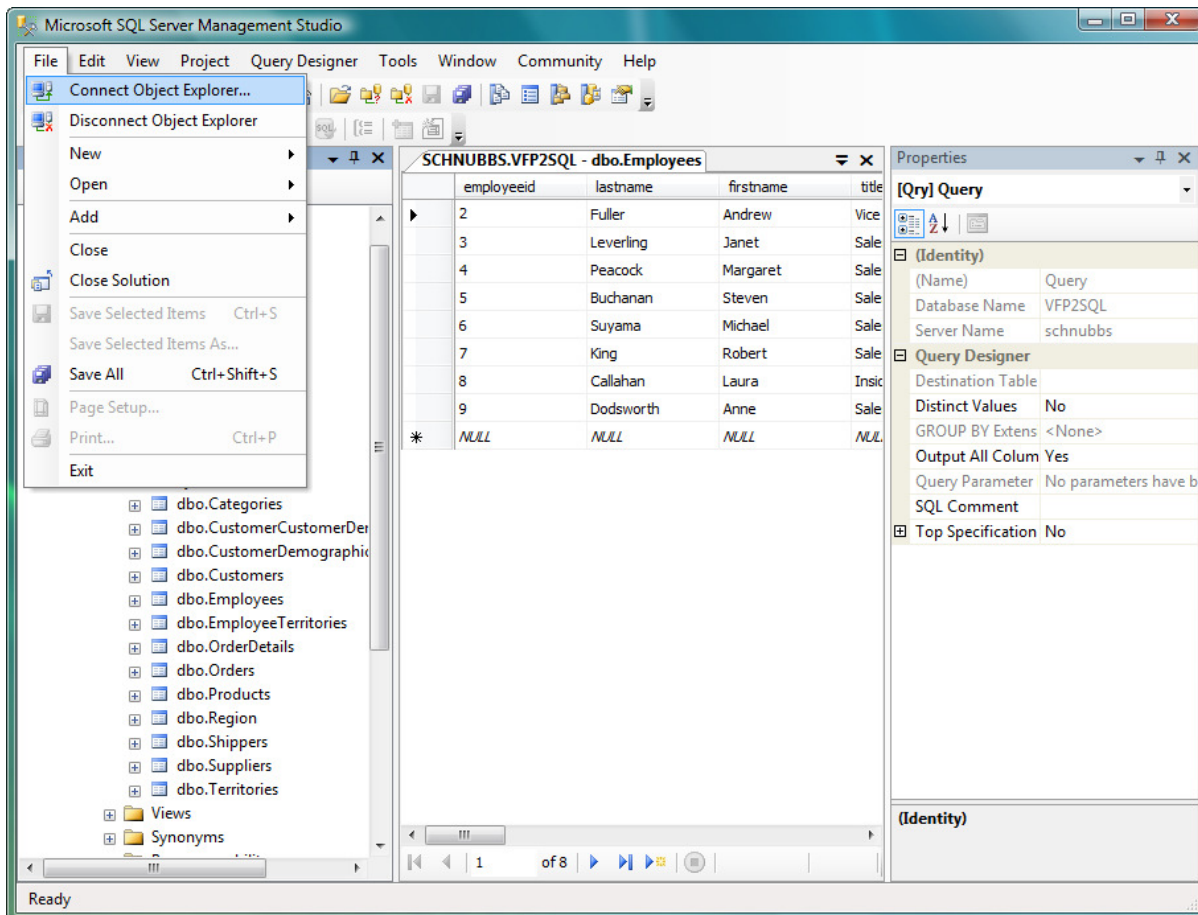 Microsoft SQL Server Management Studio
File Edit View Project Query Designer Tools Window Community Help
Connect Object Explorer...
Disconnect Object Explorer
New
Open
Add
Close
Close Solution
Save Selected Items Ctrl+S
Save Selected Items As...
Save All Ctrl+Shift+S
Page Setup...
Print... Ctrl+P
Exit
dbo.Categories
dbo.CustomerCustomerDer
dbo.CustomerDemographic
dbo.Customers
dbo.Employees
dbo.EmployeeTerritories
dbo.OrderDetails
dbo.Orders
dbo.Products
dbo.Region
dbo.Shippers
dbo.Suppliers
dbo.Territories
Views
Synonyms
SCHNUBBS.VFP2SQL - dbo.Employees
employeeid lastname firstname title
2 Fuller Andrew Vice
3 Leverling Janet Sale
4 Peacock Margaret Sale
5 Buchanan Steven Sale
6 Suyama Michael Sale
7 King Robert Sale
8 Callahan Laura Insic
9 Dodsworth Anne Sale
NULL NULL NULL NUL
1 of 8
Properties
[Qry] Query
(Identity)
(Name) Query
Database Name VFP2SQL
Server Name schnubbs
Query Designer
Destination Table
Distinct Values No
GROUP BY Extens <None>
Output All Colum Yes
Query Parameter No parameters have b
SQL Comment
Top Specification No
(Identity)
Ready